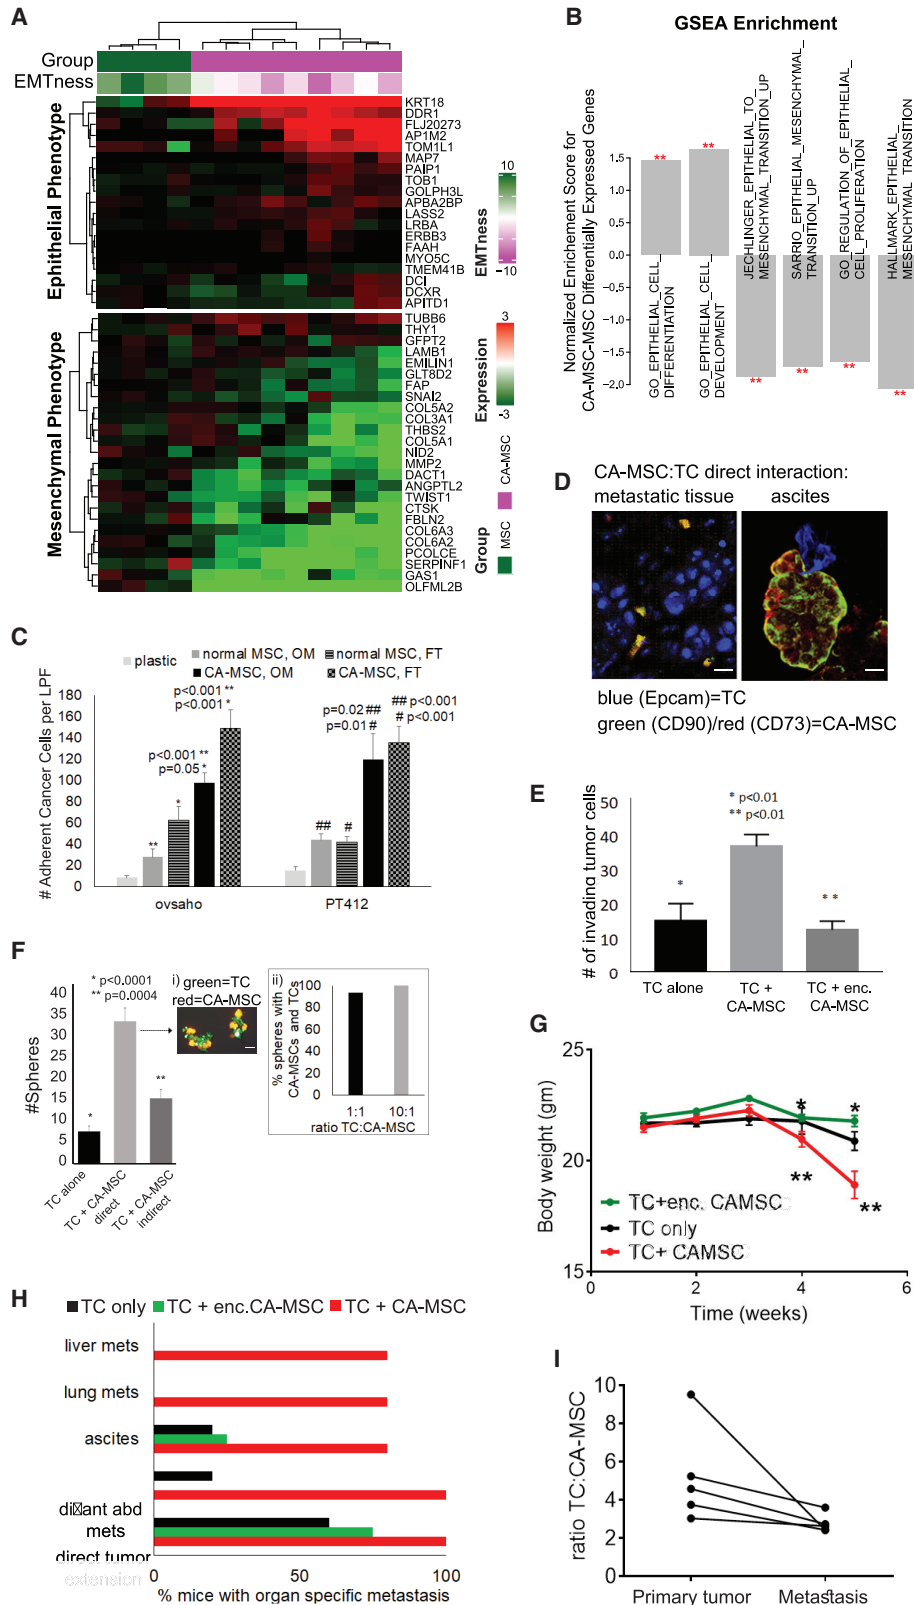 A
Group
EMTness
Ephithelial Phenotype
Mesenchymal Phenotype
KRT18
DDR1
FLJ20273
AP1M2
TOM1L1
MAP7
PAIP1
TOB1
GOLPH3L
APBA2BP
LASS2
LRBA
ERBB3
FAAH
MYO5C
TMEM41B
DCI
DCXR
APITD1
TUBB6
THY1
GFPT2
LAMB1
EMILIN1
GLT8D2
FAP
SNAI2
COL5A2
COL3A1
THBS2
COL5A1
NID2
MMP2
DACT1
ANGPTL2
TWIST1
CTSK
FBLN2
COL6A3
COL6A2
PCOLCE
SERPINF1
GAS1
OLFML2B
10
EMTness
-10
3
Expression
-3
CA-MSC
MSC
Group
B
GSEA Enrichment
Normalized Enrichment Score for
CA-MSC-MSC Differentially Expressed Genes
1.5
1.0
0.5
0.0
-0.5
-1.0
-1.5
-2.0
** ** ** ** ** **
GO_EPITHELIAL_CELL_
DIFFERENTIATION
GO_EPITHELIAL_CELL_
DEVELOPMENT
JECHLINGER_EPITHELIAL_TO_
MESENCHYMAL_TRANSITION_UP
SARRIO_EPITHELIAL_MESENCHYMAL_
TRANSITION_UP
GO_REGULATION_OF_EPITHELIAL_
CELL_PROLIFERATION
HALLMARK_EPITHELIAL_
MESENCHYMAL_TRANSITION
C
plastic
normal MSC, OM
normal MSC, FT
CA-MSC, OM
CA-MSC, FT
# Adherent Cancer Cells per LPF
180
160
140
120
100
80
60
40
20
0
**
*
p<0.001 **
p=0.05 *
p<0.001 **
p<0.001 *
##
#
p=0.02 ##
p=0.01 #
## p<0.001
# p<0.001
ovsaho
PT412
D
CA-MSC:TC direct interaction:
metastatic tissue
ascites
blue (Epcam)=TC
green (CD90)/red (CD73)=CA-MSC
E
# of invading tumor cells
50
40
30
20
10
0
* p<0.01
** p<0.01
*
* *
TC alone
TC +
CA-MSC
TC + enc.
CA-MSC
F
#Spheres
40
35
30
25
20
15
10
5
0
* p<0.0001
** p=0.0004
*
**
TC alone
TC + CA-MSC
direct
TC + CA-MSC
indirect
i) green=TC
red=CA-MSC
ii)
% spheres with
CA-MSCs and TCs
100
80
60
40
20
0
1:1
10:1
ratio TC:CA-MSC
G
Body weight (gm)
25
20
15
* *
** **
TC+enc. CAMSC
TC only
TC+ CAMSC
0 2 4 6
Time (weeks)
H
TC only
TC + enc.CA-MSC
TC + CA-MSC
liver mets
lung mets
ascites
ant abd
mets
direct tumor
extension
0 50 100
% mice with organ specific metastasis
I
ratio TC:CA-MSC
10
8
6
4
2
0
Primary tumor
Metastasis